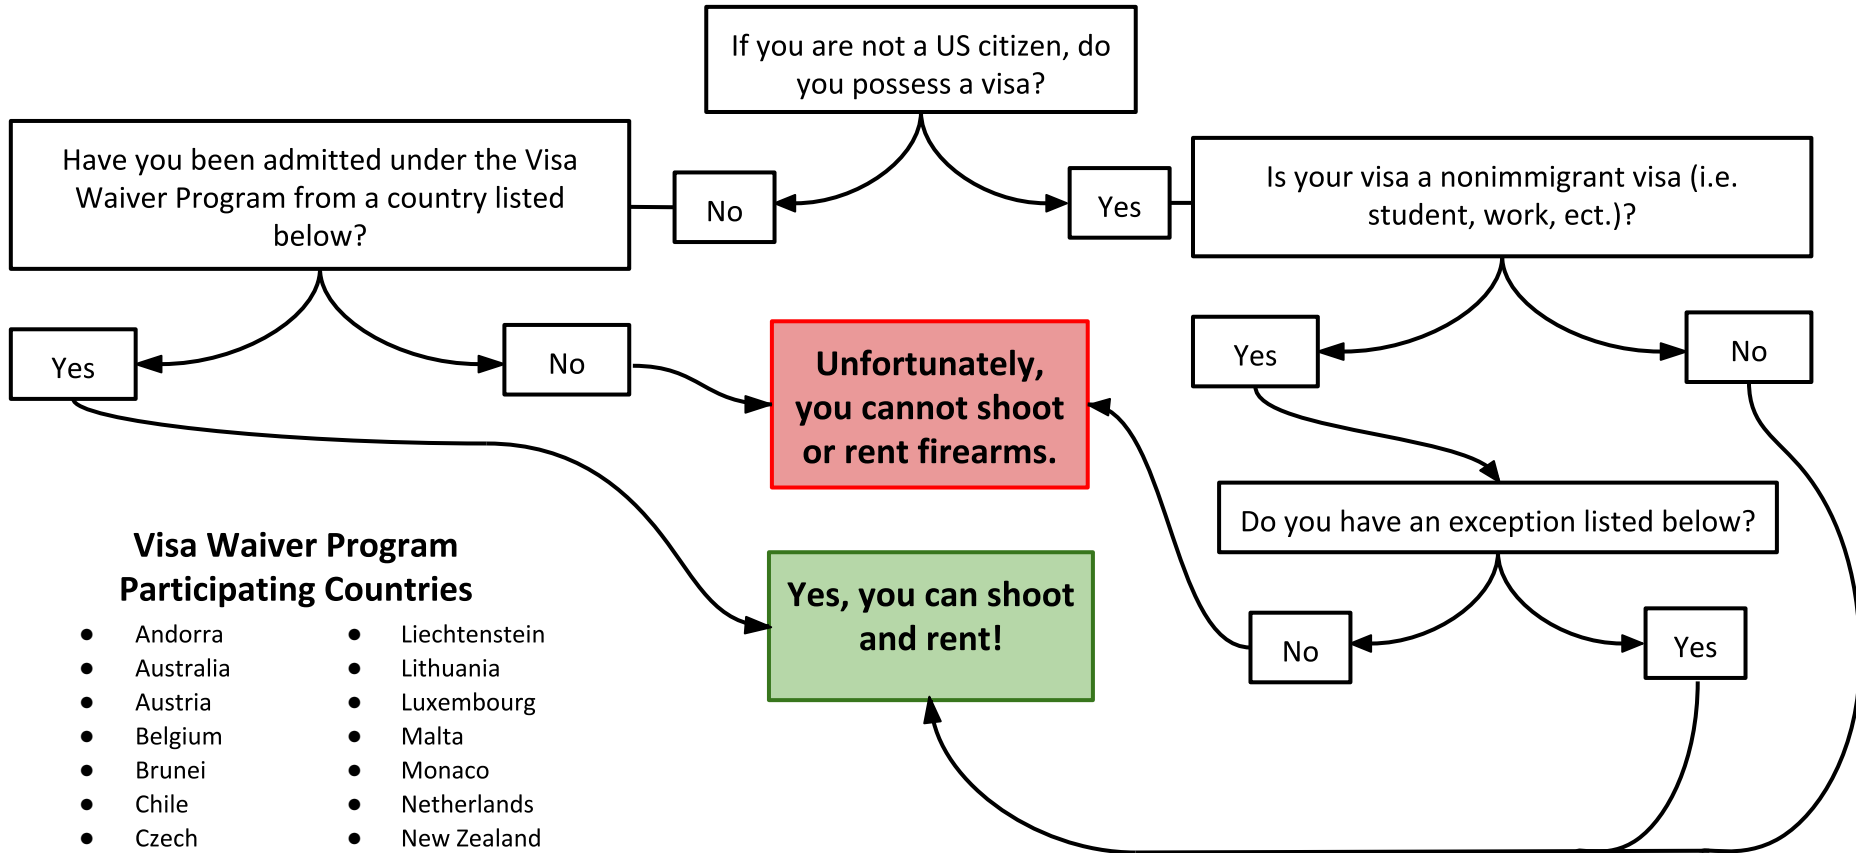 If you are not a US citizen, do
you possess a visa?
Have you been admitted under the Visa
Waiver Program from a country listed
below?
No
Yes
Is your visa a nonimmigrant visa (i.e.
student, work, ect.)?
Yes
No
Unfortunately,
you cannot shoot
or rent firearms.
Yes
No
Do you have an exception listed below?
Yes, you can shoot
and rent!
No
Yes
Visa Waiver Program
Participating Countries
● Andorra
● Australia
● Austria
● Belgium
● Brunei
● Chile
● Czech
● Liechtenstein
● Lithuania
● Luxembourg
● Malta
● Monaco
● Netherlands
● New Zealand